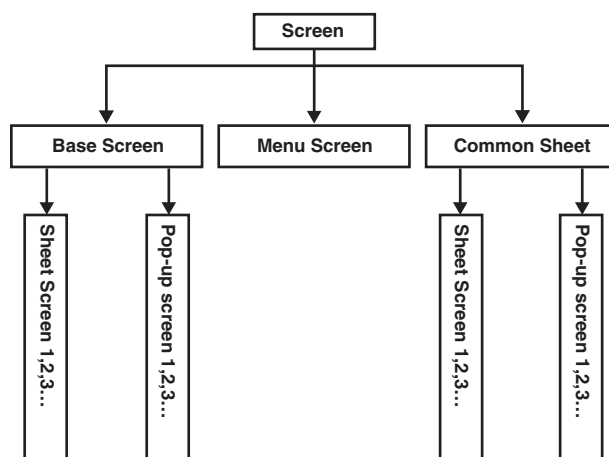 Screen
Base Screen
Menu Screen
Common Sheet
Sheet Screen 1,2,3...
Pop-up screen 1,2,3...
Sheet Screen 1,2,3...
Pop-up screen 1,2,3...